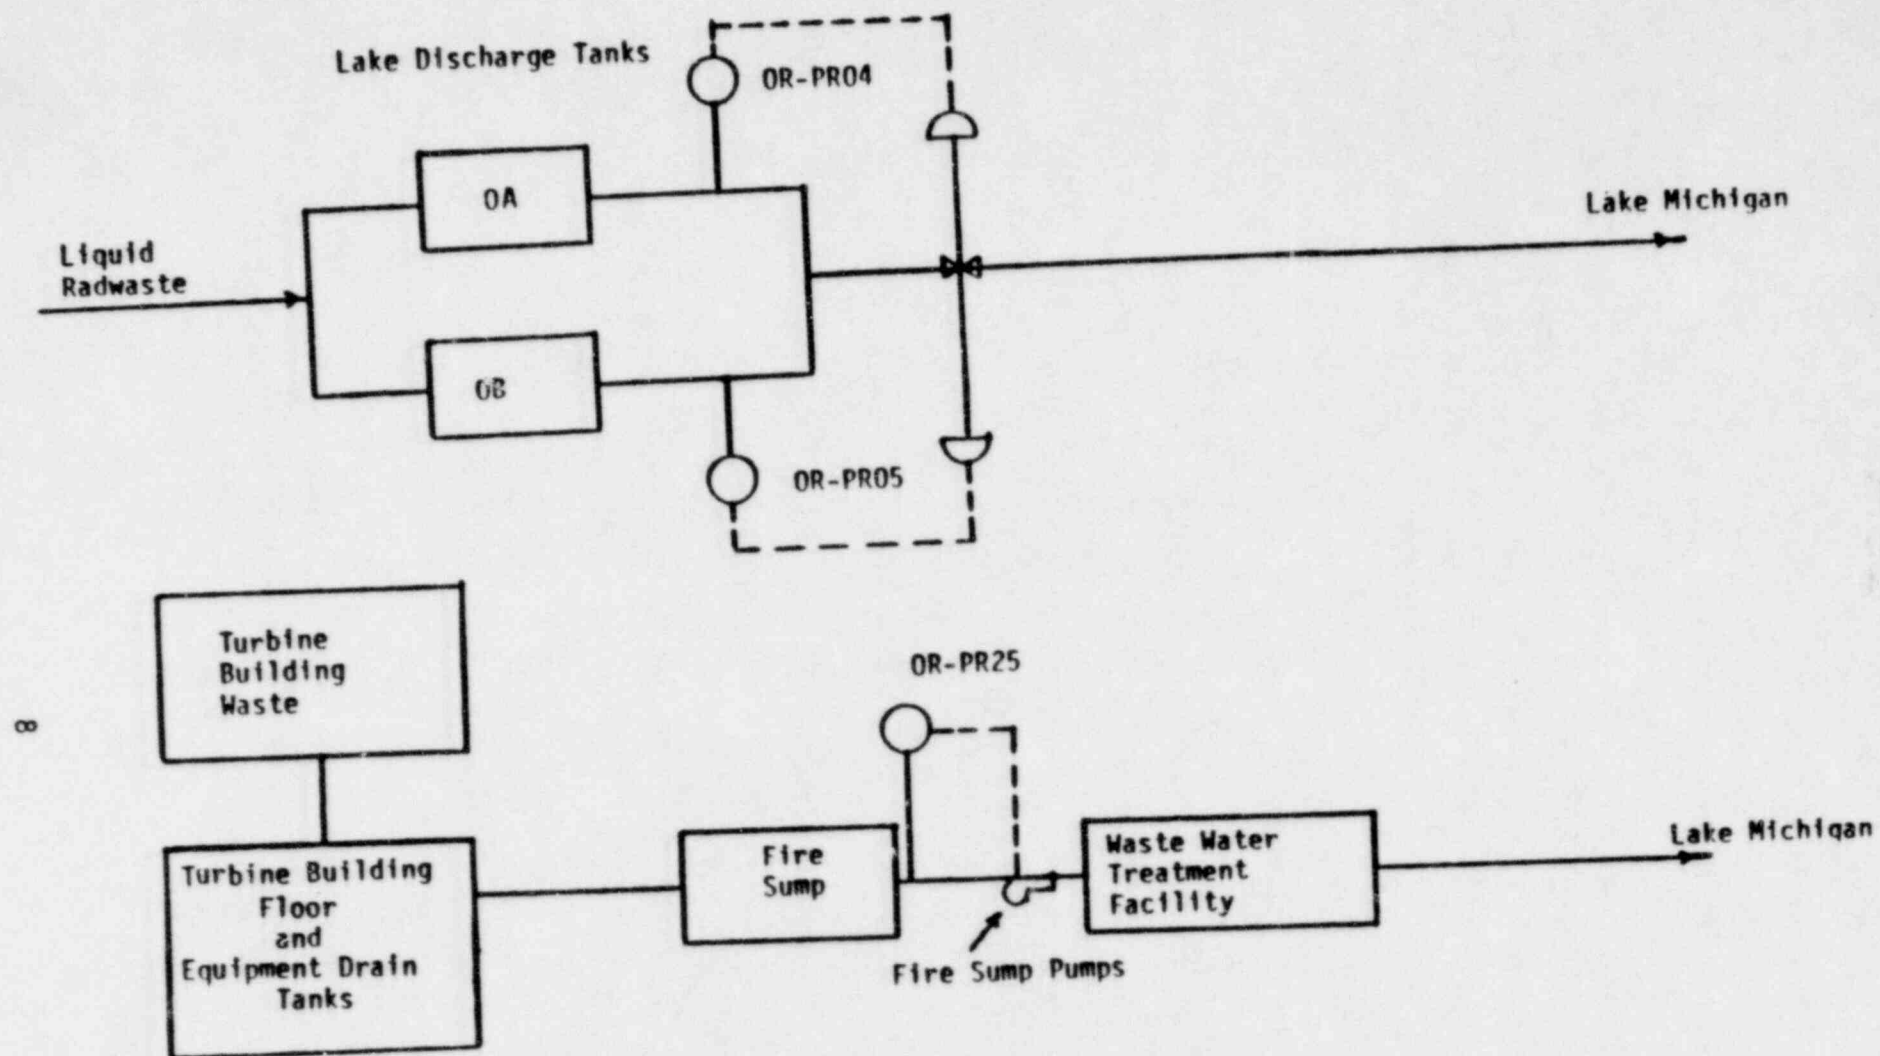 Lake Discharge Tanks
OR-PR04
OA
Lake Michigan
Liquid
Radwaste
OB
OR-PR05
Turbine
Building
Waste
OR-PR25
8
Lake Michigan
Turbine Building
Floor
and
Equipment Drain
Tanks
Fire
Sump
Waste Water
Treatment
Facility
Fire Sump Pumps